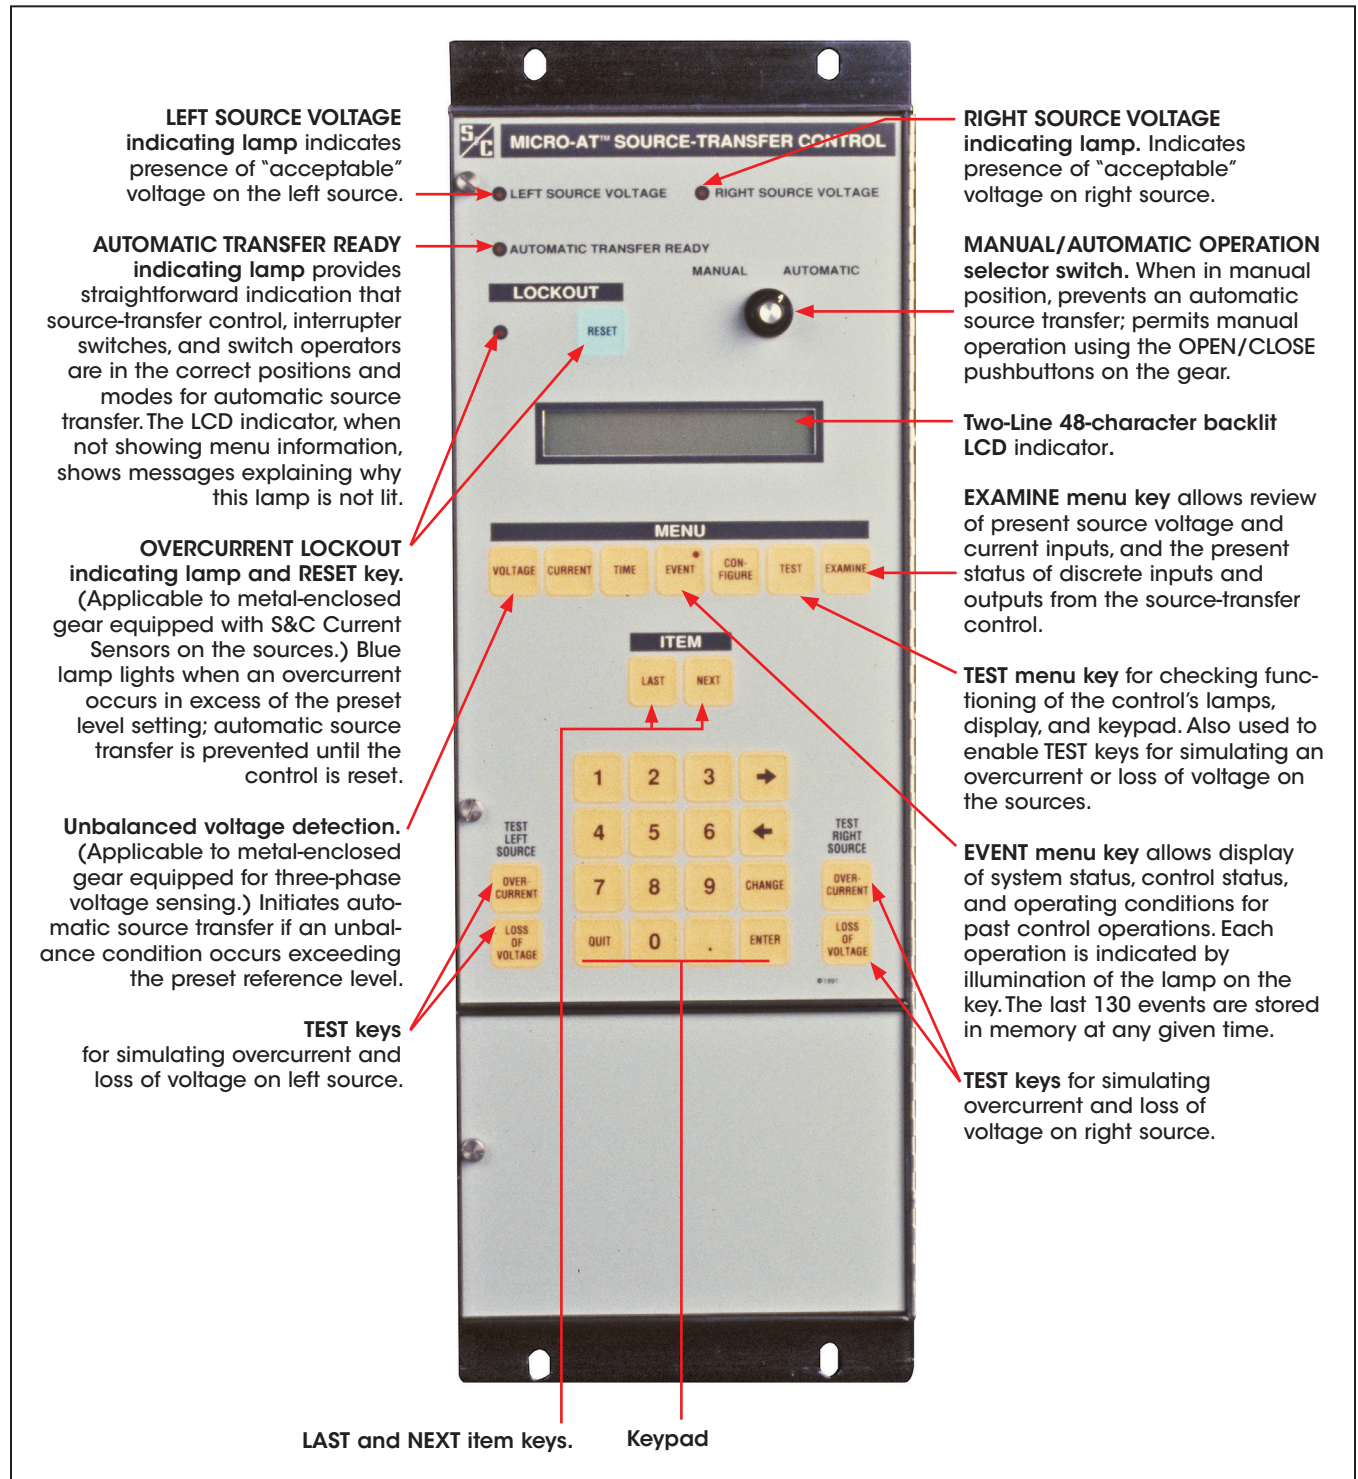 LEFT SOURCE VOLTAGE
indicating lamp indicates
presence of “acceptable”
voltage on the left source.
AUTOMATIC TRANSFER READY
indicating lamp provides
straightforward indication that
source-transfer control, interrupter
switches, and switch operators
are in the correct positions and
modes for automatic source
transfer. The LCD indicator, when
not showing menu information,
shows messages explaining why
this lamp is not lit.
OVERCURRENT LOCKOUT
indicating lamp and RESET key.
(Applicable to metal-enclosed
gear equipped with S&C Current
Sensors on the sources.) Blue
lamp lights when an overcurrent
occurs in excess of the preset
level setting; automatic source
transfer is prevented until the
control is reset.
Unbalanced voltage detection.
(Applicable to metal-enclosed
gear equipped for three-phase
voltage sensing.) Initiates auto-
matic source transfer if an unbal-
ance condition occurs exceeding
the preset reference level.
TEST keys
for simulating overcurrent and
loss of voltage on left source.
S/C MICRO-AT™ SOURCE-TRANSFER CONTROL
LEFT SOURCE VOLTAGE RIGHT SOURCE VOLTAGE
AUTOMATIC TRANSFER READY
MANUAL AUTOMATIC
LOCKOUT
RESET
MENU
VOLTAGE CURRENT TIME EVENT CON-FIGURE TEST EXAMINE
ITEM
LAST NEXT
1 2 3 →
4 5 6 ←
7 8 9 CHANGE
QUIT 0 . ENTER
TEST
LEFT
SOURCE
OVER-
CURRENT
LOSS
OF
VOLTAGE
TEST
RIGHT
SOURCE
OVER-
CURRENT
LOSS
OF
VOLTAGE
©1991
RIGHT SOURCE VOLTAGE
indicating lamp. Indicates
presence of “acceptable”
voltage on right source.
MANUAL/AUTOMATIC OPERATION
selector switch. When in manual
position, prevents an automatic
source transfer; permits manual
operation using the OPEN/CLOSE
pushbuttons on the gear.
Two-Line 48-character backlit
LCD indicator.
EXAMINE menu key allows review
of present source voltage and
current inputs, and the present
status of discrete inputs and
outputs from the source-transfer
control.
TEST menu key for checking func-
tioning of the control’s lamps,
display, and keypad. Also used to
enable TEST keys for simulating an
overcurrent or loss of voltage on
the sources.
EVENT menu key allows display
of system status, control status,
and operating conditions for
past control operations. Each
operation is indicated by
illumination of the lamp on the
key. The last 130 events are stored
in memory at any given time.
TEST keys for simulating
overcurrent and loss of
voltage on right source.
LAST and NEXT item keys.
Keypad